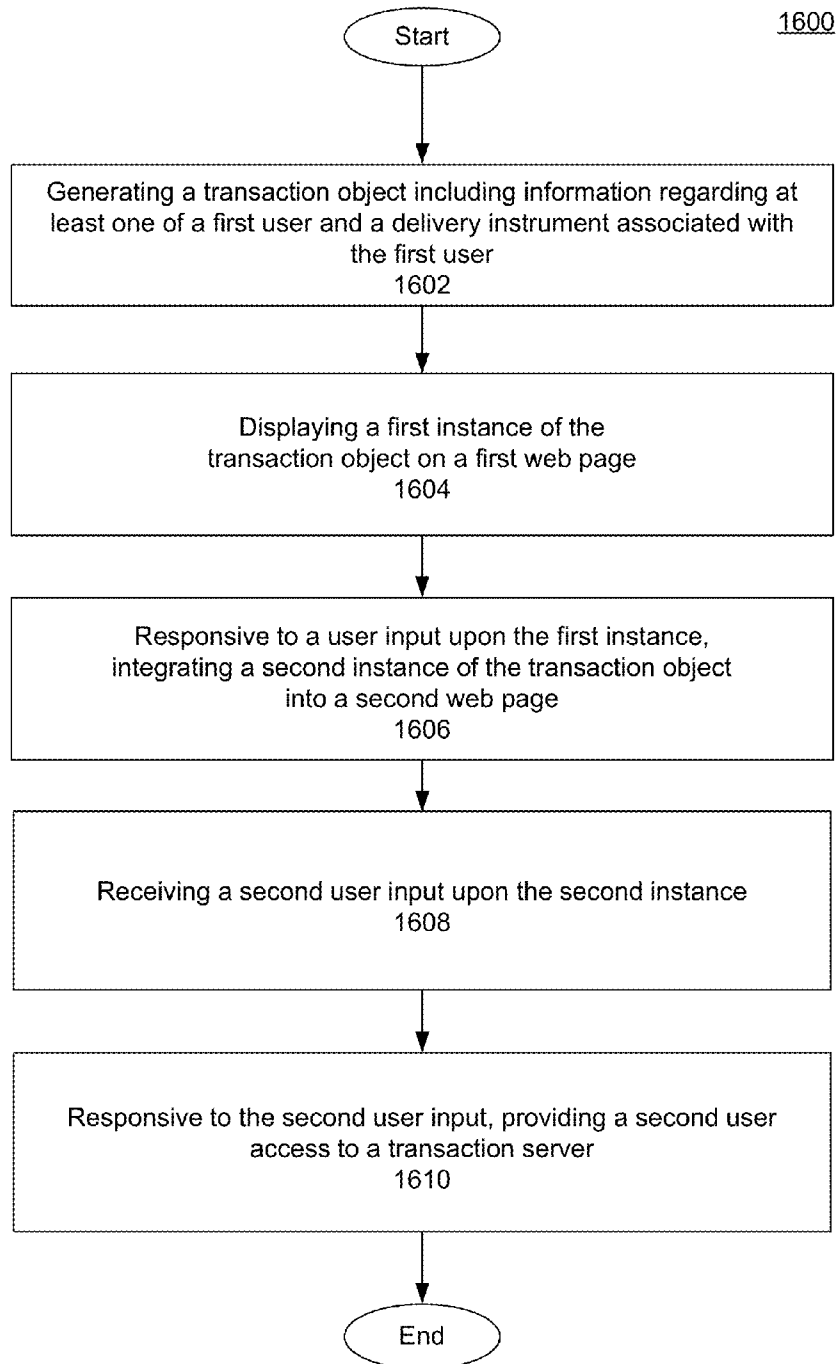 1600
Start
Generating a transaction object including information regarding at
least one of a first user and a delivery instrument associated with
the first user
1602
Displaying a first instance of the
transaction object on a first web page
1604
Responsive to a user input upon the first instance,
integrating a second instance of the transaction object
into a second web page
1606
Receiving a second user input upon the second instance
1608
Responsive to the second user input, providing a second user
access to a transaction server
1610
End